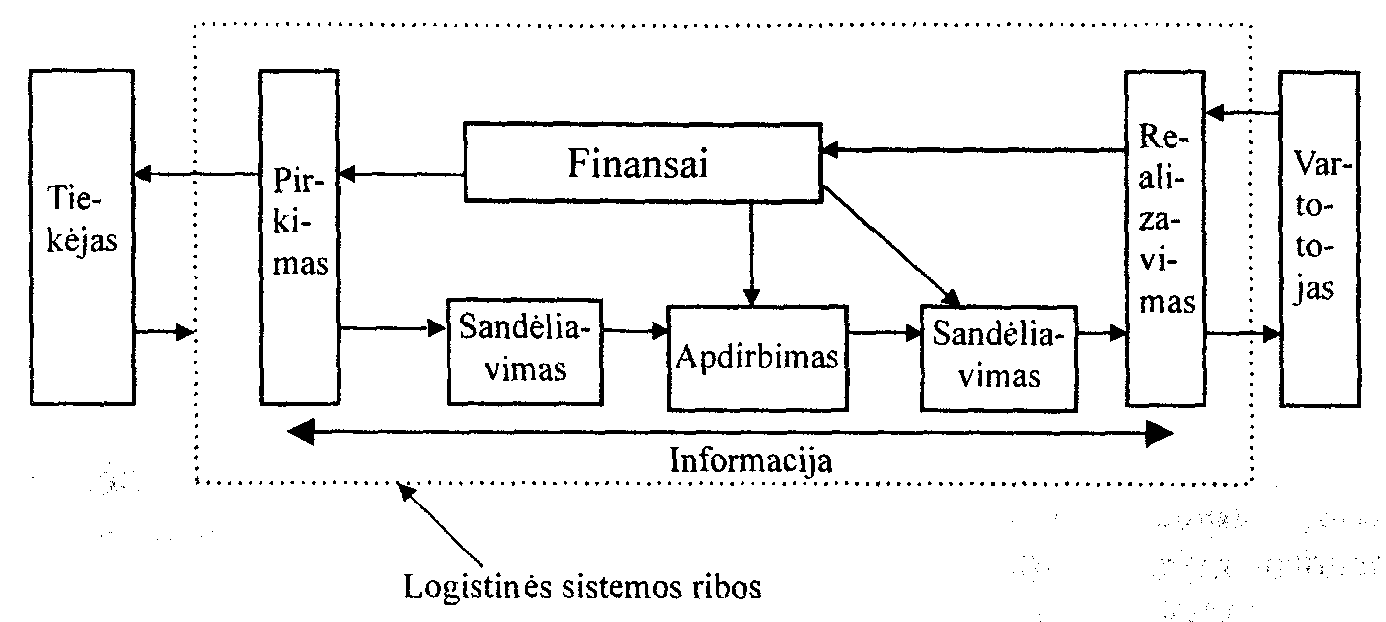 Tie-
kėjas
Pir-
ki-
mas
Finansai
Sandėlia-
vimas
Apdirbimas
Sandėlia-
vimas
Re-
ali-
za-
vi-
mas
Var-
to-
to-
jas
Informacija
Logistinės sistemos ribos